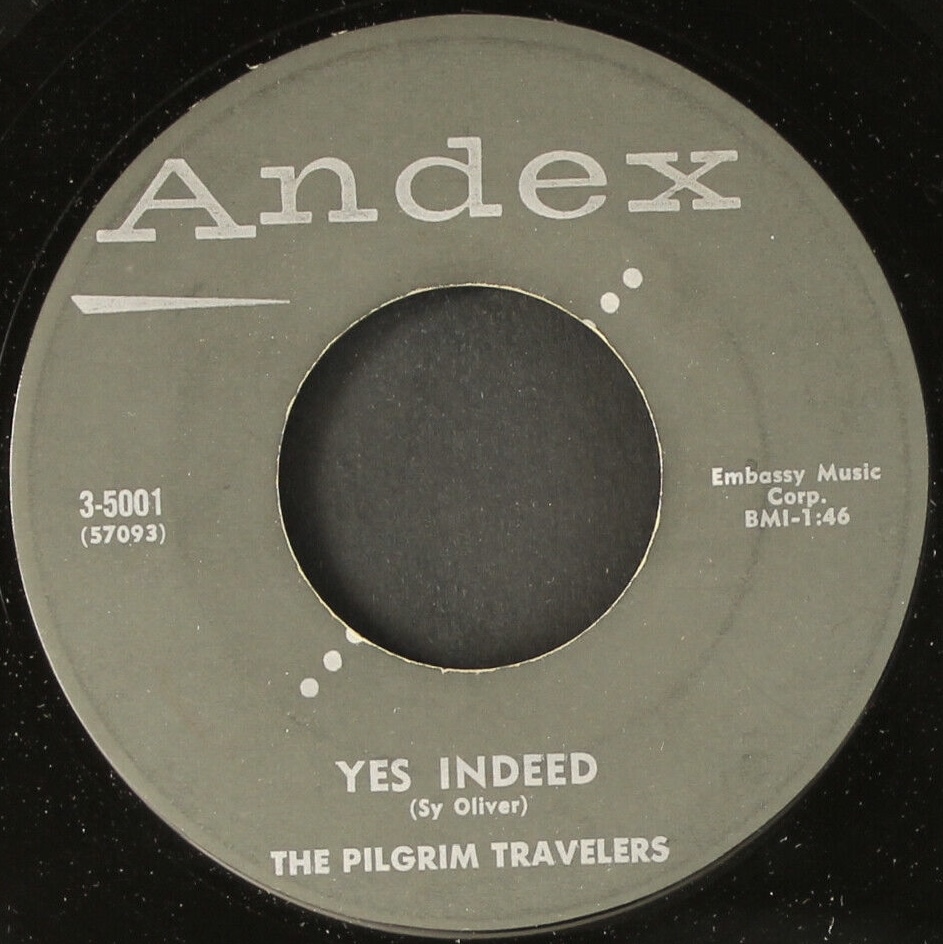 Andex
3-5001
(57093)
Embassy Music
Corp.
BMI-1:46
YES INDEED
(Sy Oliver)
THE PILGRIM TRAVELERS